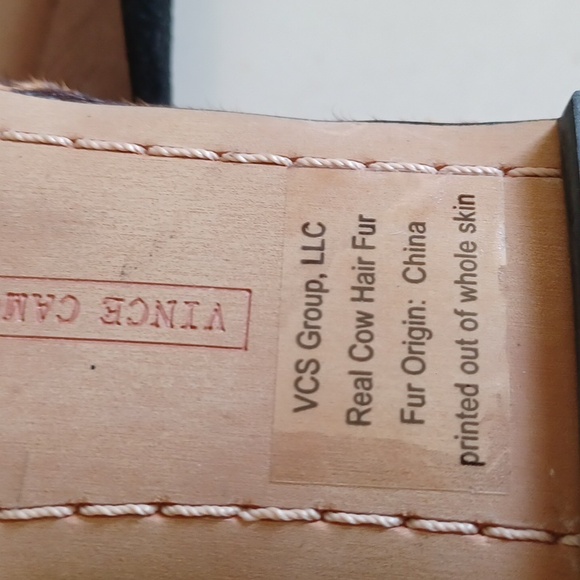 VCS Group, LLC
Real Cow Hair Fur
Fur Origin: China
printed out of whole skin
VINCE CAM